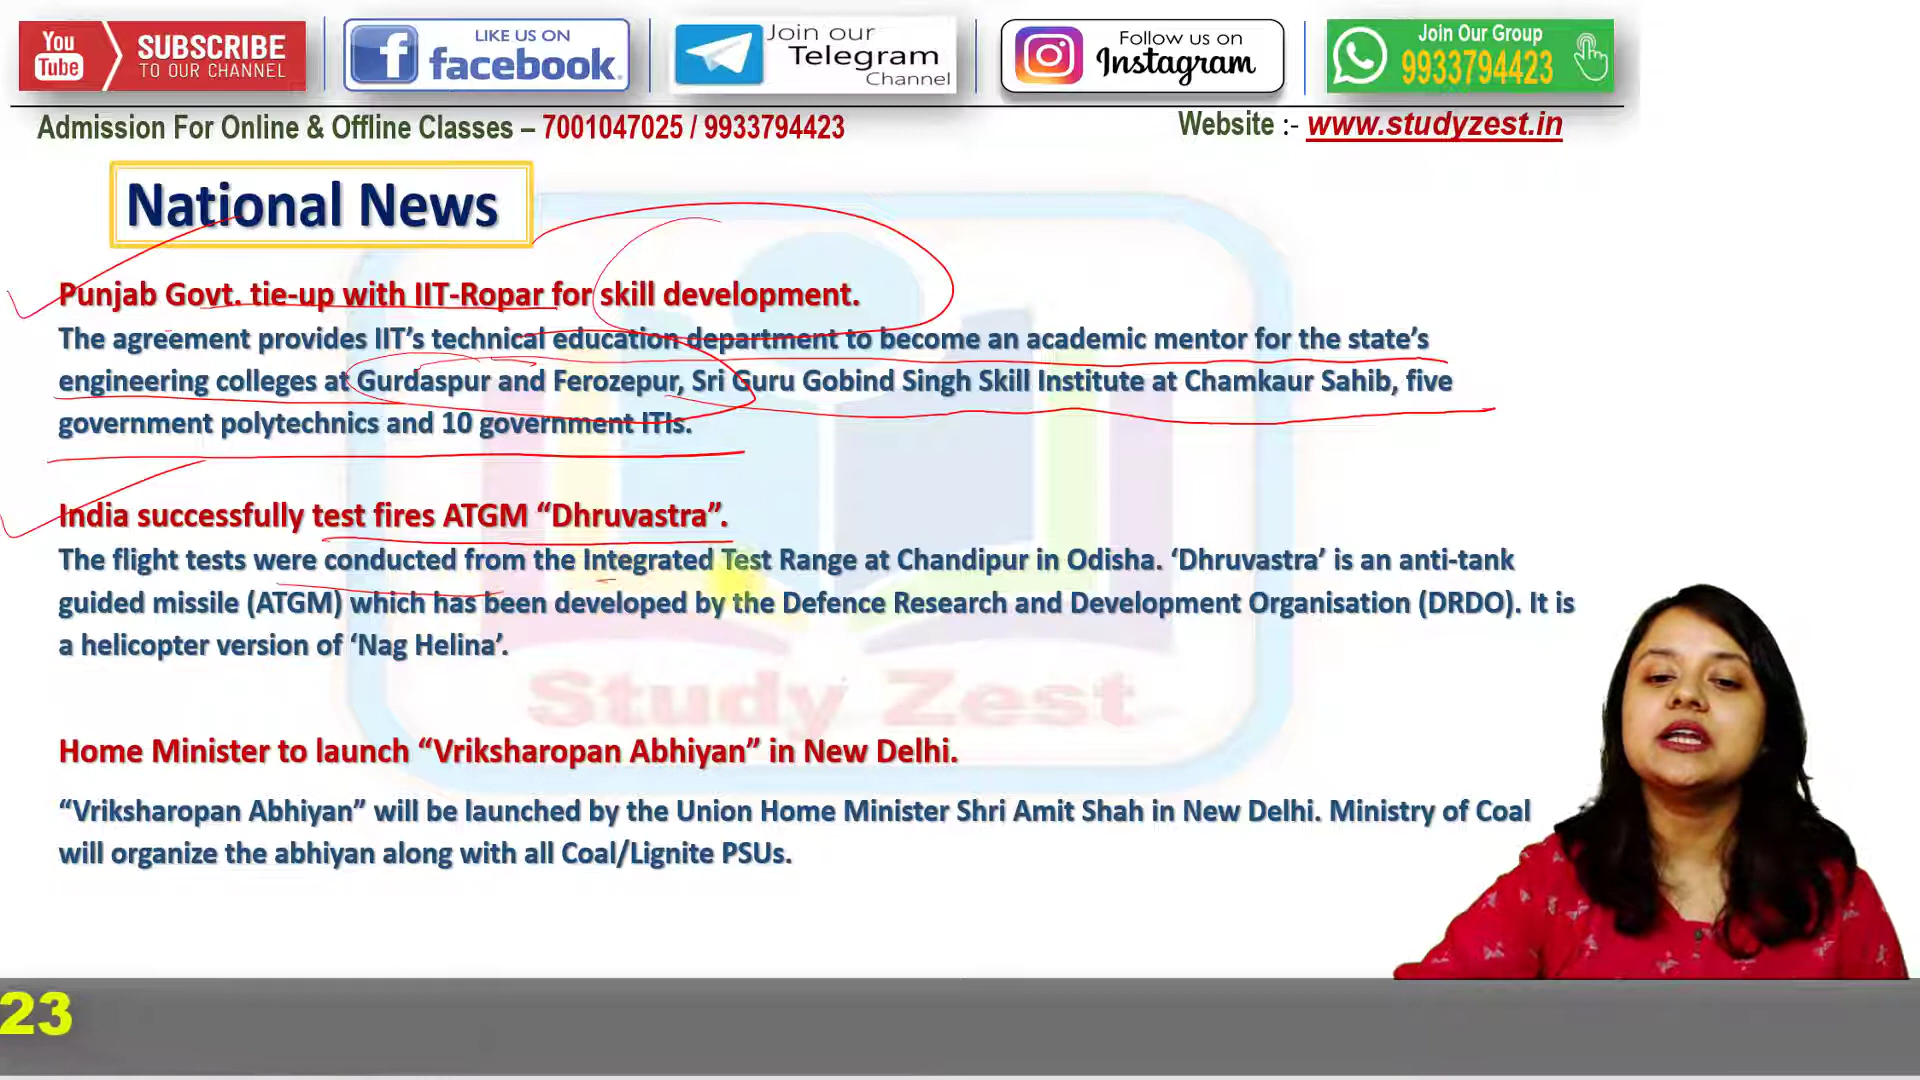 You
Tube
SUBSCRIBE
TO OUR CHANNEL
LIKE US ON
facebook.
Join our
Telegram
Channel
Follow us on
Instagram
Join Our Group
9933794423
Admission For Online & Offline Classes – 7001047025 / 9933794423
Website :- www.studyzest.in
National News
Punjab Govt. tie-up with IIT-Ropar for skill development.
The agreement provides IIT’s technical education department to become an academic mentor for the state’s
engineering colleges at Gurdaspur and Ferozepur, Sri Guru Gobind Singh Skill Institute at Chamkaur Sahib, five
government polytechnics and 10 government ITIs.
India successfully test fires ATGM “Dhruvastra”.
The flight tests were conducted from the Integrated Test Range at Chandipur in Odisha. ‘Dhruvastra’ is an anti-tank
guided missile (ATGM) which has been developed by the Defence Research and Development Organisation (DRDO). It is
a helicopter version of ‘Nag Helina’.
Study Zest
Home Minister to launch “Vriksharopan Abhiyan” in New Delhi.
“Vriksharopan Abhiyan” will be launched by the Union Home Minister Shri Amit Shah in New Delhi. Ministry of Coal
will organize the abhiyan along with all Coal/Lignite PSUs.
23